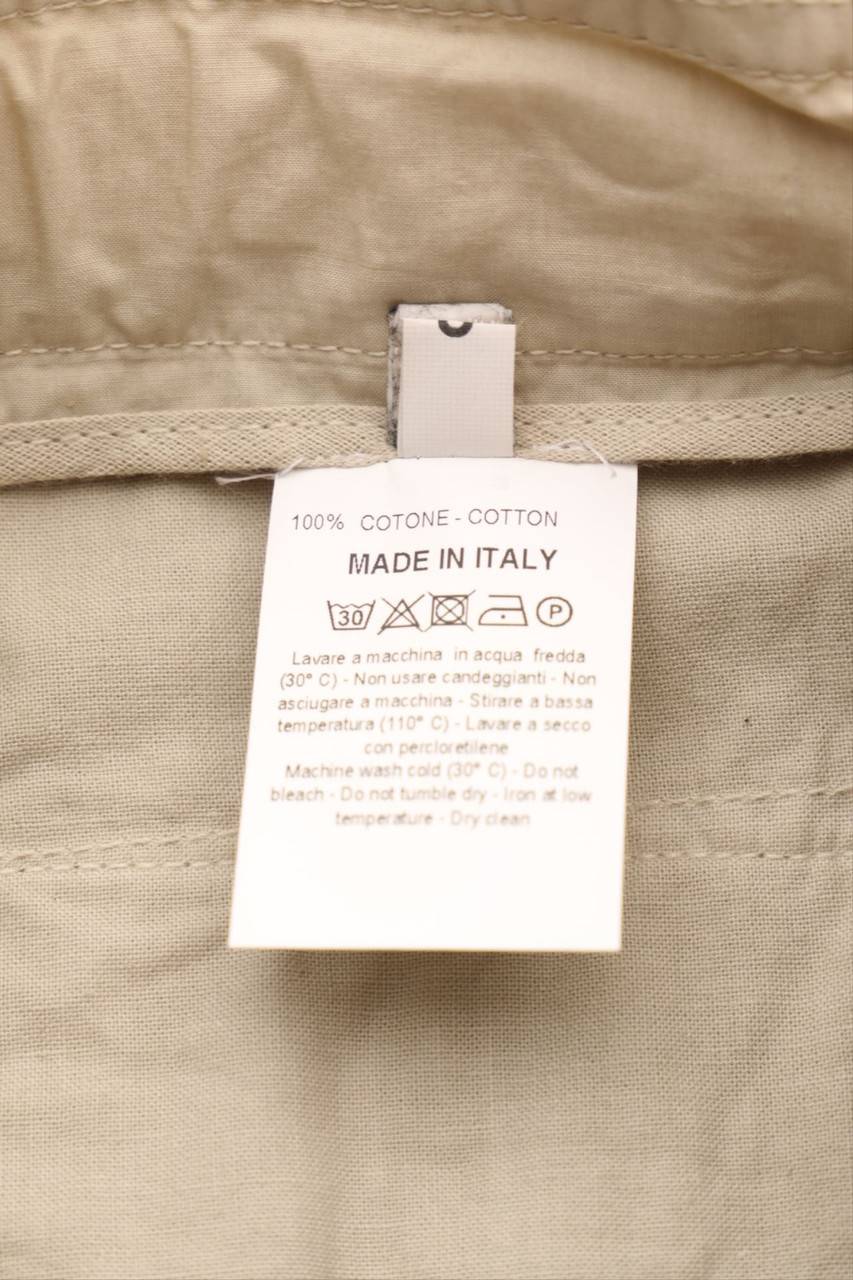 100% COTONE - COTTON
MADE IN ITALY
30 P
Lavare a macchina in acqua fredda
(30° C) - Non usare candeggianti - Non
asciugare a macchina - Stirare a bassa
temperatura (110° C) - Lavare a secco
con percloretilene
Machine wash cold (30° C) - Do not
bleach - Do not tumble dry - Iron at low
temperature - Dry clean